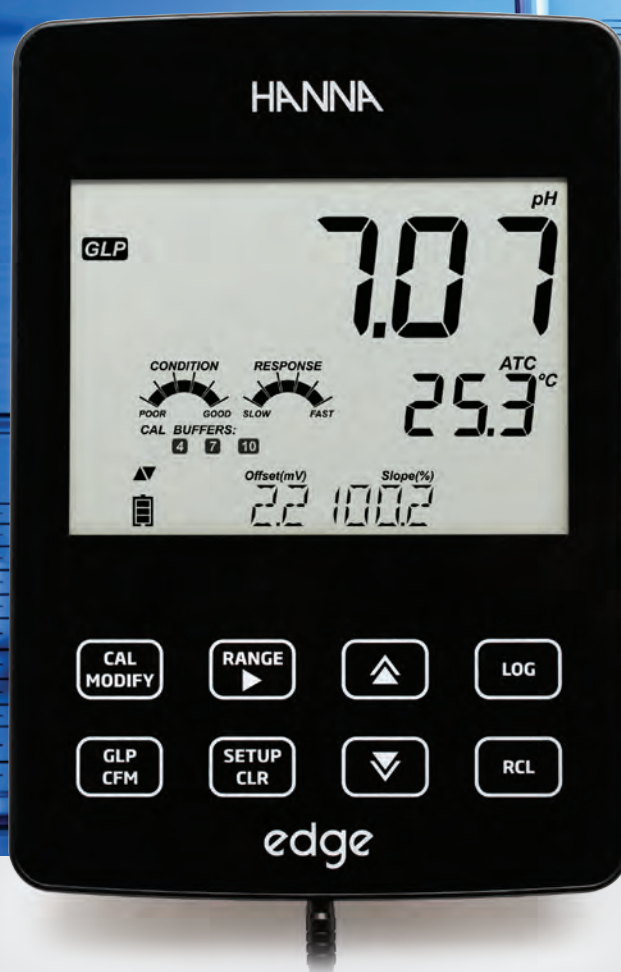 HANNA
pH
GLP
7.07
CONDITION RESPONSE
POOR GOOD SLOW FAST
ATC
25.3 °C
CAL BUFFERS:
4 7 10
Offset(mV) Slope(%)
2.2 100.2
CAL MODIFY
RANGE
LOG
GLP CFM
SETUP CLR
RCL
edge